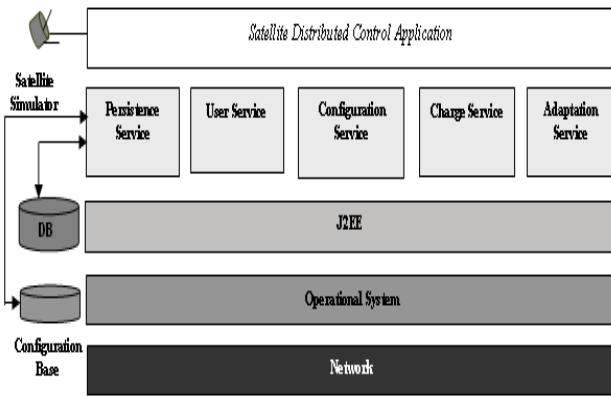 Satellite Distributed Control Application
Satellite
Simulator
Persistence
Service
User Service
Configuration
Service
Charge Service
Adaptation
Service
DB
J2EE
Operational System
Configuration
Base
Network